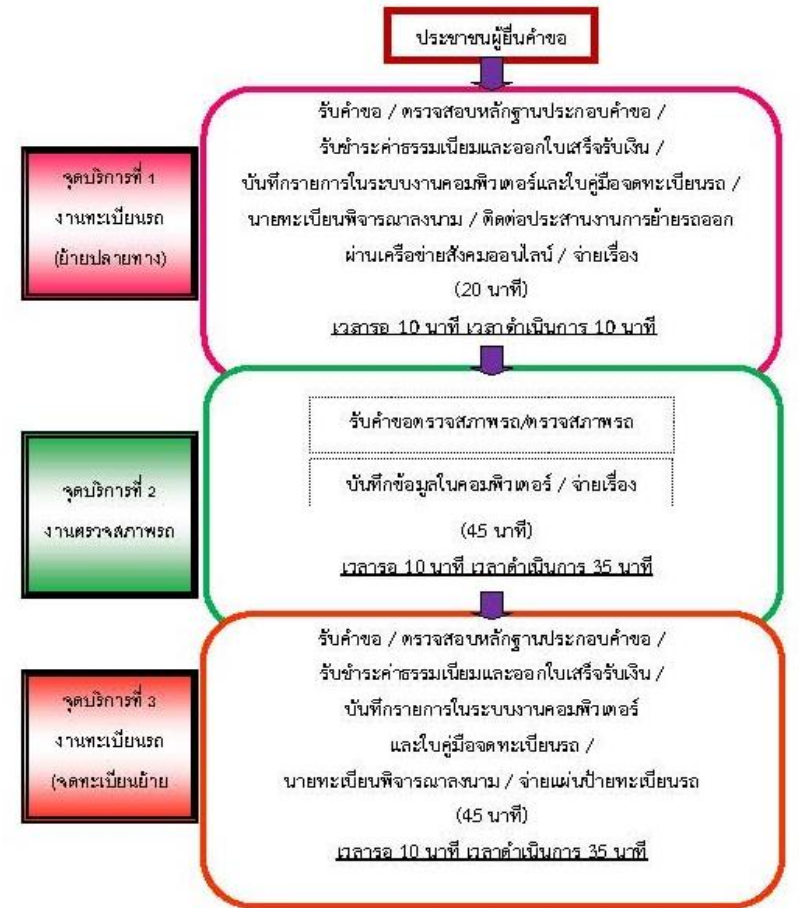 ประชาชนผู้ยื่นคำขอ
จุดบริการที่ 1
งานทะเบียนรถ
(ย้ายปลายทาง)
รับคำขอ / ตรวจสอบหลักฐานประกอบคำขอ /
รับชำระค่าธรรมเนียมและออกใบเสร็จรับเงิน /
บันทึกรายการในระบบงานคอมพิวเตอร์และใบคู่มือจดทะเบียนรถ /
นายทะเบียนพิจารณาลงนาม / ติดต่อประสานงานการย้ายรถออก
ผ่านเครือข่ายสังคมออนไลน์ / จ่ายเรื่อง
(20 นาที)
เวลารอ 10 นาที เวลาดำเนินการ 10 นาที
จุดบริการที่ 2
งานตรวจสภาพรถ
รับคำขอตรวจสภาพรถ/ตรวจสภาพรถ
บันทึกข้อมูลในคอมพิวเตอร์ / จ่ายเรื่อง
(45 นาที)
เวลารอ 10 นาที เวลาดำเนินการ 35 นาที
จุดบริการที่ 3
งานทะเบียนรถ
(จดทะเบียนย้าย
รับคำขอ / ตรวจสอบหลักฐานประกอบคำขอ /
รับชำระค่าธรรมเนียมและออกใบเสร็จรับเงิน /
บันทึกรายการในระบบงานคอมพิวเตอร์
และใบคู่มือจดทะเบียนรถ /
นายทะเบียนพิจารณาลงนาม / จ่ายแผ่นป้ายทะเบียนรถ
(45 นาที)
เวลารอ 10 นาที เวลาดำเนินการ 35 นาที